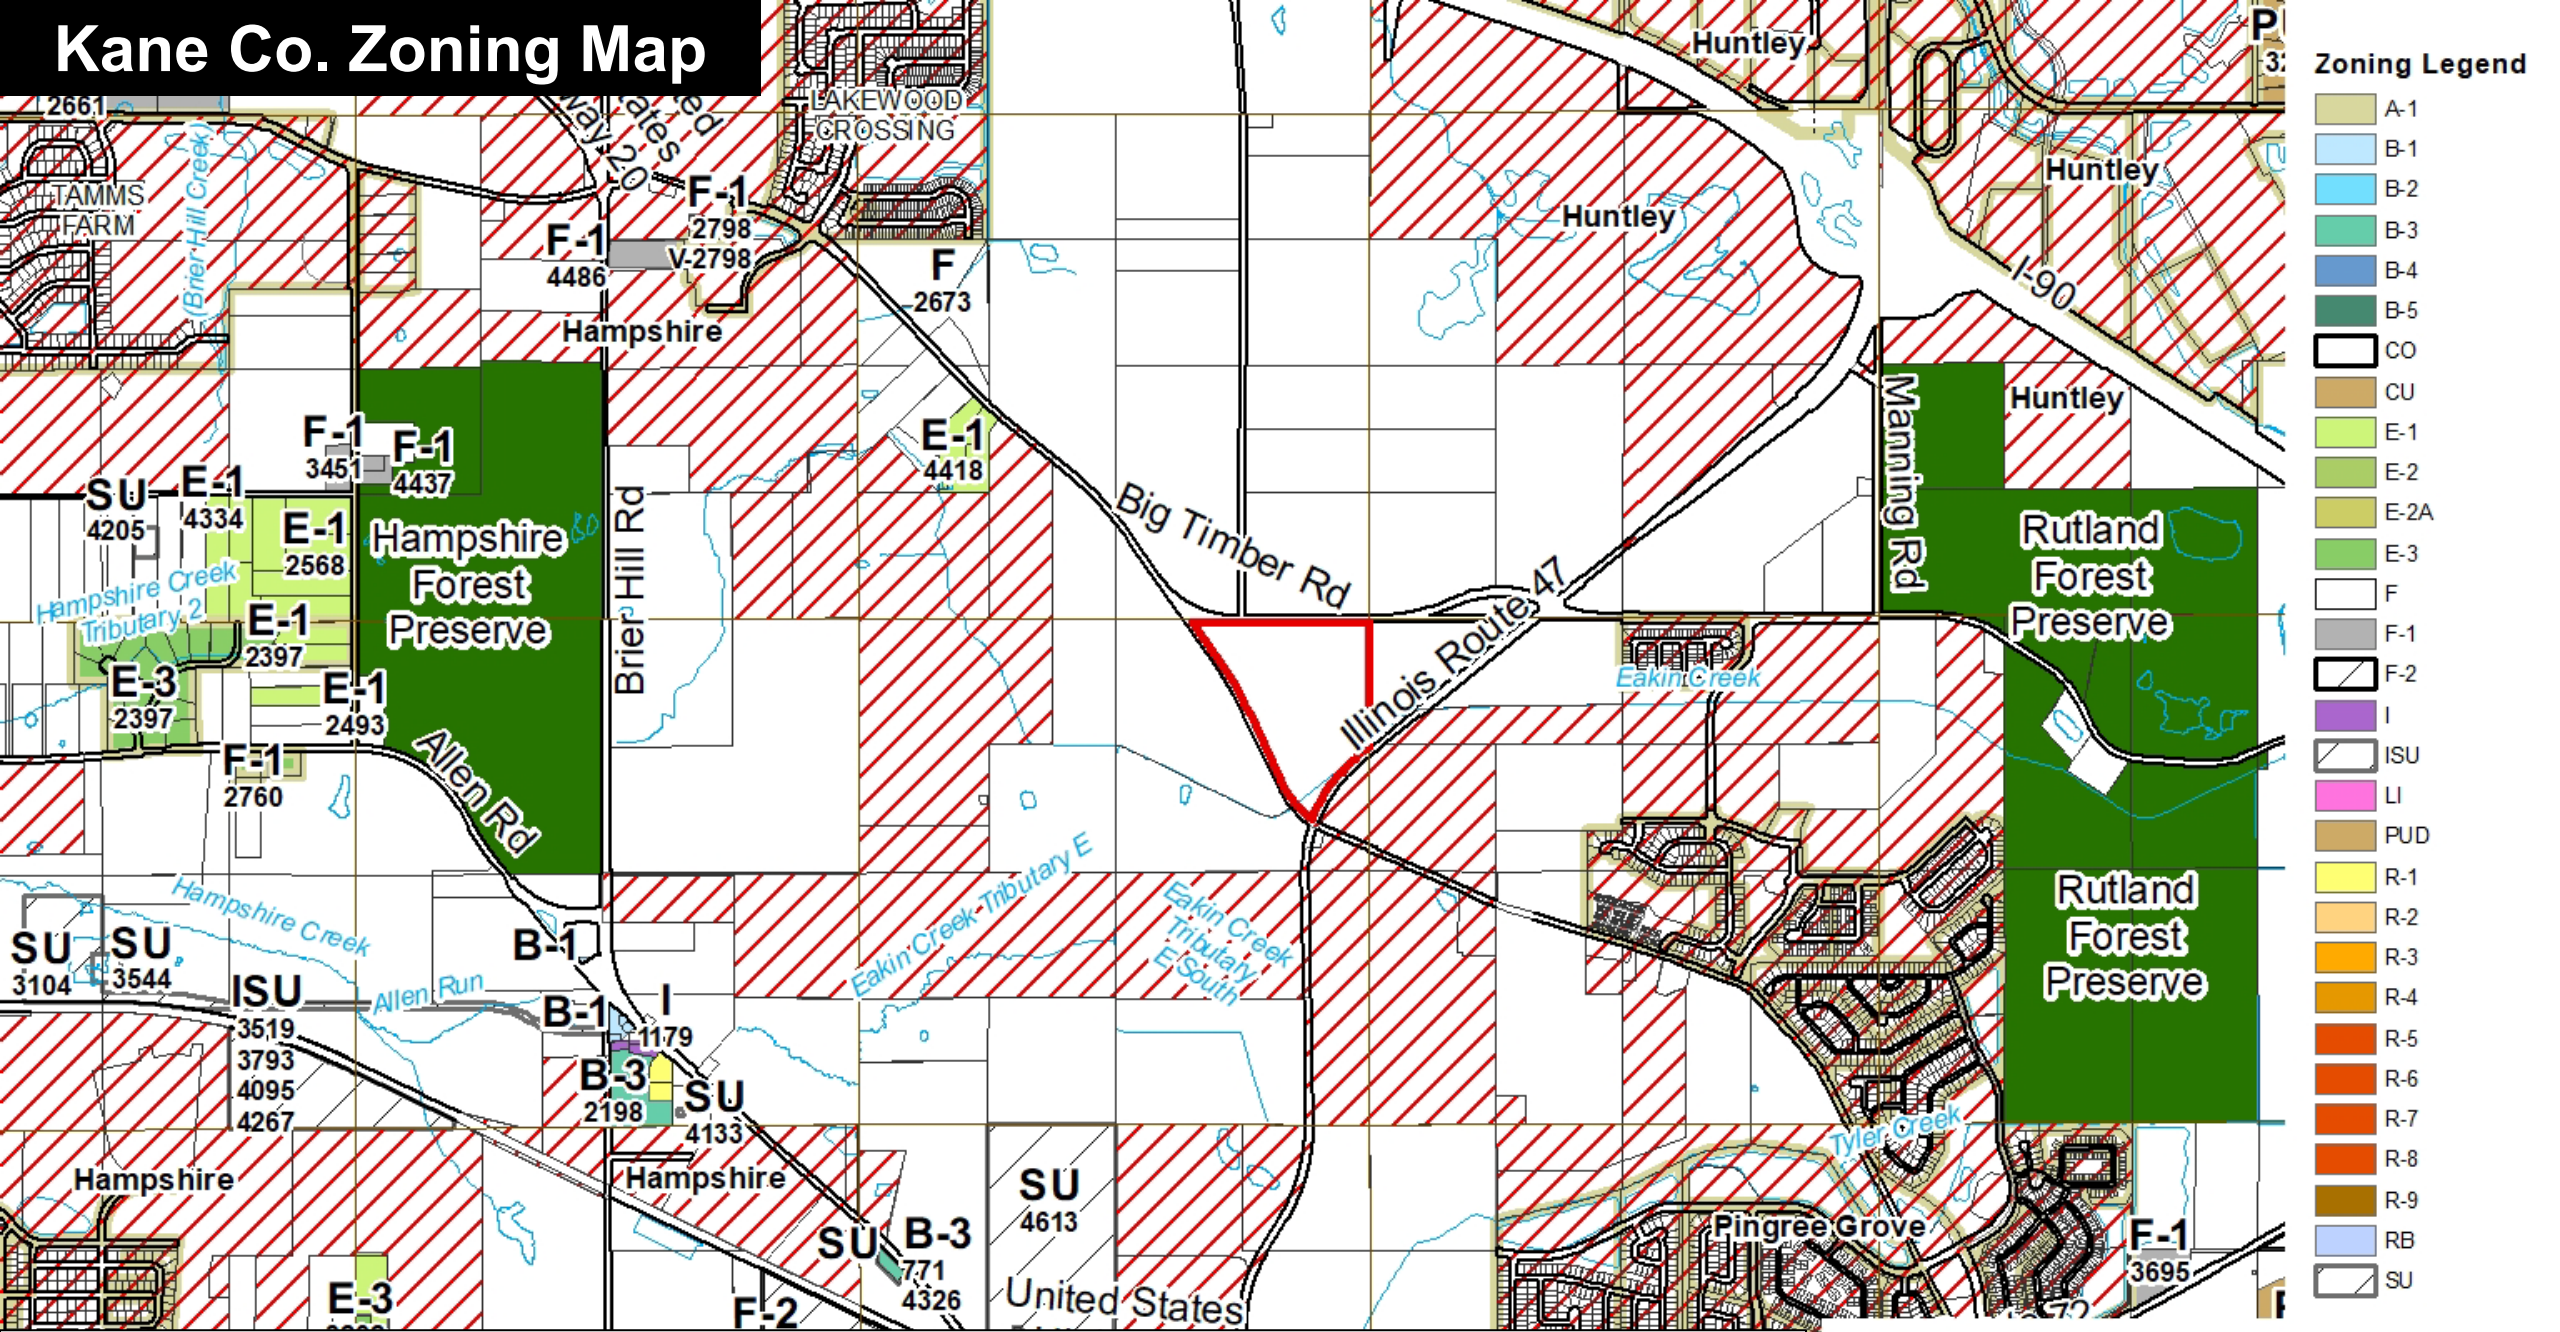 Kane Co. Zoning Map
2661
LAKEWOOD
CROSSING
TAMMS
FARM
(Brier Hill Creek)
way 20
ates
ed
F-1
2798
V-2798
F-1
4486
Hampshire
F
2673
E-1
4418
F-1
3451
F-1
4437
SU
4205
E-1
4334
E-1
2568
E-1
2397
E-1
2493
E-3
2397
F-1
2760
Hampshire Creek
Tributary 2
Hampshire
Forest
Preserve
Brier Hill Rd
Allen Rd
Big Timber Rd
Illinois Route 47
Manning Rd
I-90
Huntley
Huntley
Huntley
Huntley
Rutland
Forest
Preserve
Eakin Creek
Rutland
Forest
Preserve
Hampshire Creek
Allen Run
SU
3104
SU
3544
ISU
3519
3793
4095
4267
B-1
B-1
I
1179
B-3
2198
SU
4133
Eakin Creek Tributary E
Eakin Creek
Tributary
E South
Hampshire
Hampshire
E-3
F-2
SU
B-3
771
4326
SU
4613
United States
Tyler Creek
Pingree Grove
F-1
3695
72
Zoning Legend
A-1
B-1
B-2
B-3
B-4
B-5
CO
CU
E-1
E-2
E-2A
E-3
F
F-1
F-2
I
ISU
LI
PUD
R-1
R-2
R-3
R-4
R-5
R-6
R-7
R-8
R-9
RB
SU